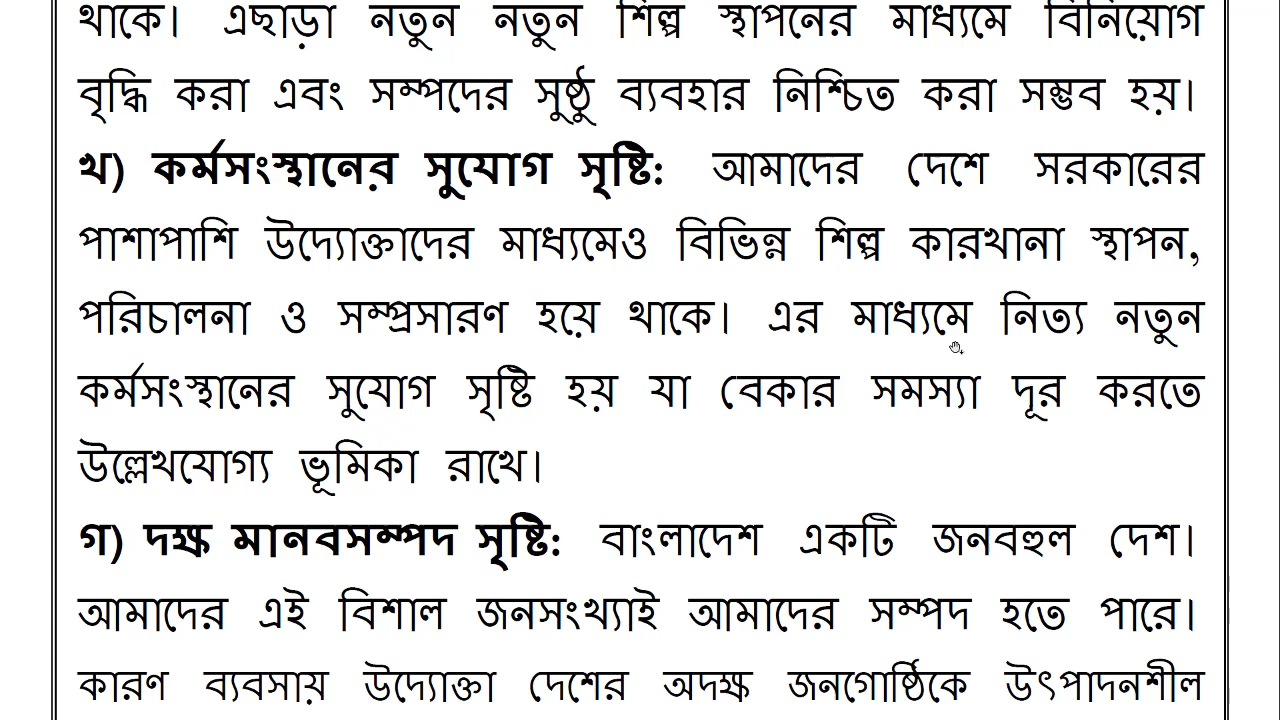 থাকে। এছাড়া নতুন নতুন শিল্প স্থাপনের মাধ্যমে বিনিয়োগ
বৃদ্ধি করা এবং সম্পদের সুষ্ঠু ব্যবহার নিশ্চিত করা সম্ভব হয়।
খ) কর্মসংস্থানের সুযোগ সৃষ্টি: আমাদের দেশে সরকারের
পাশাপাশি উদ্যোক্তাদের মাধ্যমেও বিভিন্ন শিল্প কারখানা স্থাপন,
পরিচালনা ও সম্প্রসারণ হয়ে থাকে। এর মাধ্যমে নিত্য নতুন
কর্মসংস্থানের সুযোগ সৃষ্টি হয় যা বেকার সমস্যা দূর করতে
উল্লেখযোগ্য ভূমিকা রাখে।
গ) দক্ষ মানবসম্পদ সৃষ্টি: বাংলাদেশ একটি জনবহুল দেশ।
আমাদের এই বিশাল জনসংখ্যাই আমাদের সম্পদ হতে পারে।
কারণ ব্যবসায় উদ্যোক্তা দেশের অদক্ষ জনগোষ্ঠিকে উৎপাদনশীল